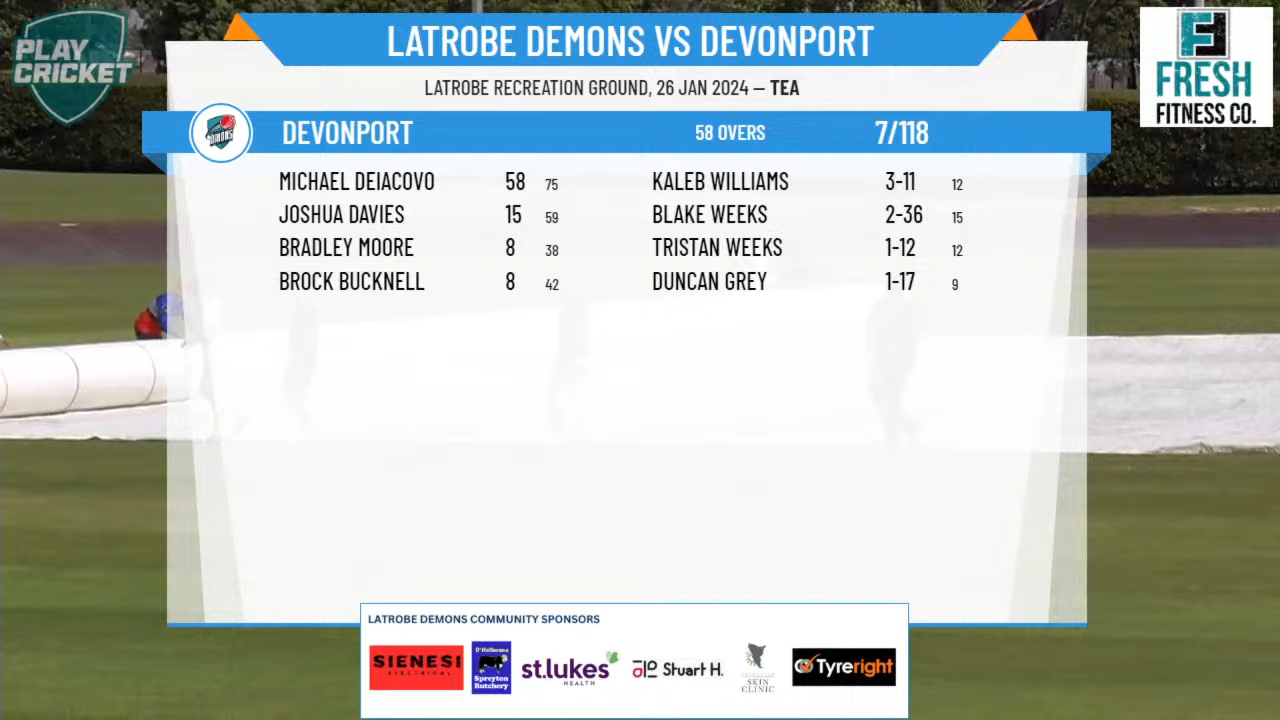 PLAY
CRICKET
LATROBE DEMONS VS DEVONPORT
LATROBE RECREATION GROUND, 26 JAN 2024 – TEA
FRESH
FITNESS CO.
DEMONS
DEVONPORT 58 OVERS 7/118
MICHAEL DEIACOVO 58 75 KALEB WILLIAMS 3-11 12
JOSHUA DAVIES 15 59 BLAKE WEEKS 2-36 15
BRADLEY MOORE 8 38 TRISTAN WEEKS 1-12 12
BROCK BUCKNELL 8 42 DUNCAN GREY 1-17 9
LATROBE DEMONS COMMUNITY SPONSORS
SIENESI
ELECTRICAL
Spreyton
Butchery
st.lukes
HEALTH
Stuart H.
SKIN
CLINIC
Tyreright